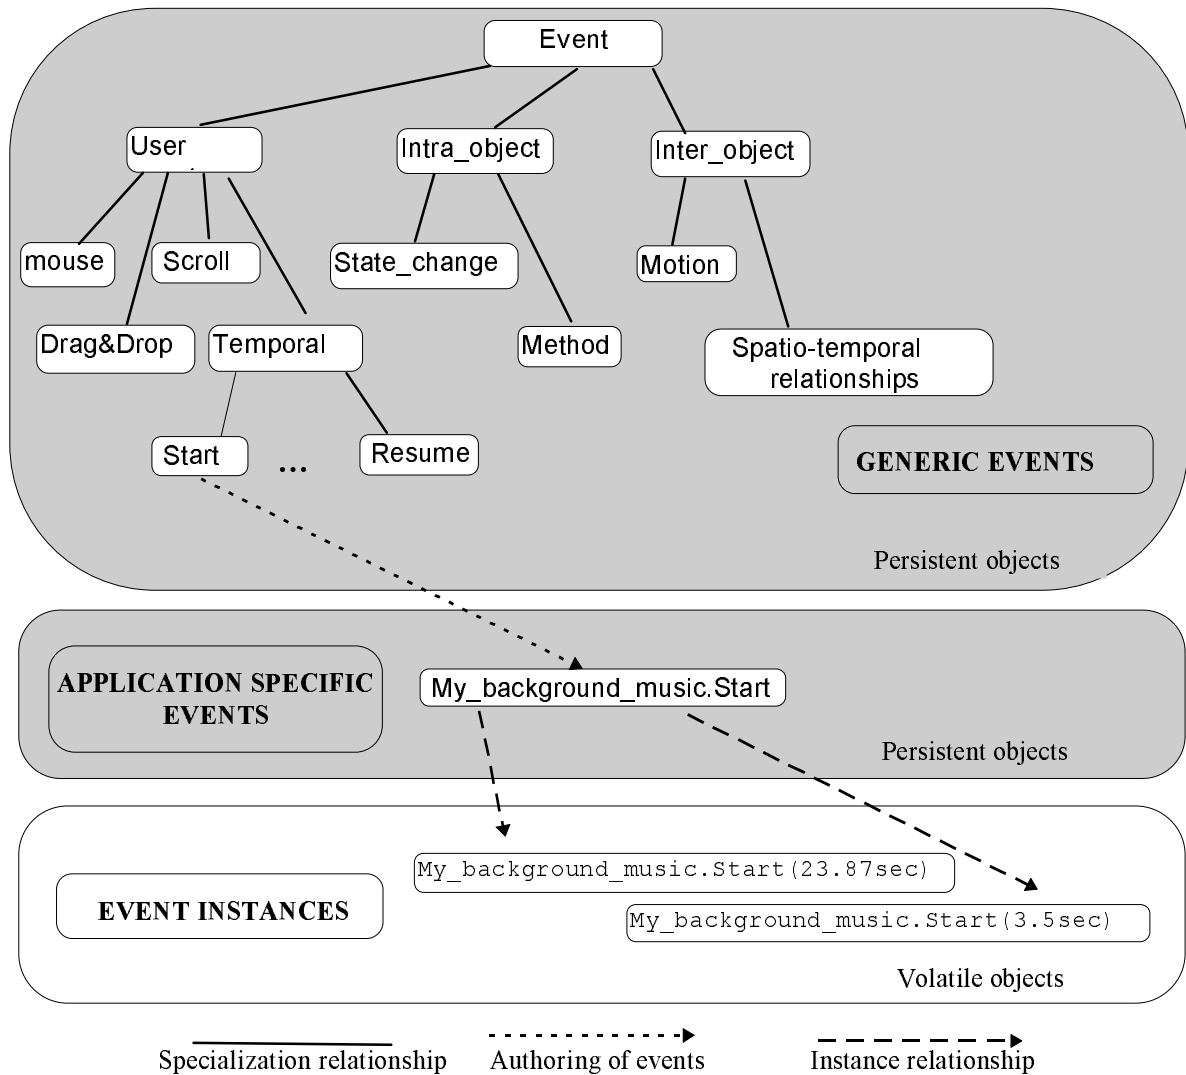 Event
User
Intra_object
Inter_object
mouse
Scroll
State_change
Motion
Drag&Drop
Temporal
Method
Spatio-temporal
relationships
Start
...
Resume
GENERIC EVENTS
Persistent objects
APPLICATION SPECIFIC
EVENTS
My_background_music.Start
Persistent objects
My_background_music.Start(23.87sec)
EVENT INSTANCES
My_background_music.Start(3.5sec)
Volatile objects
Specialization relationship
Authoring of events
Instance relationship